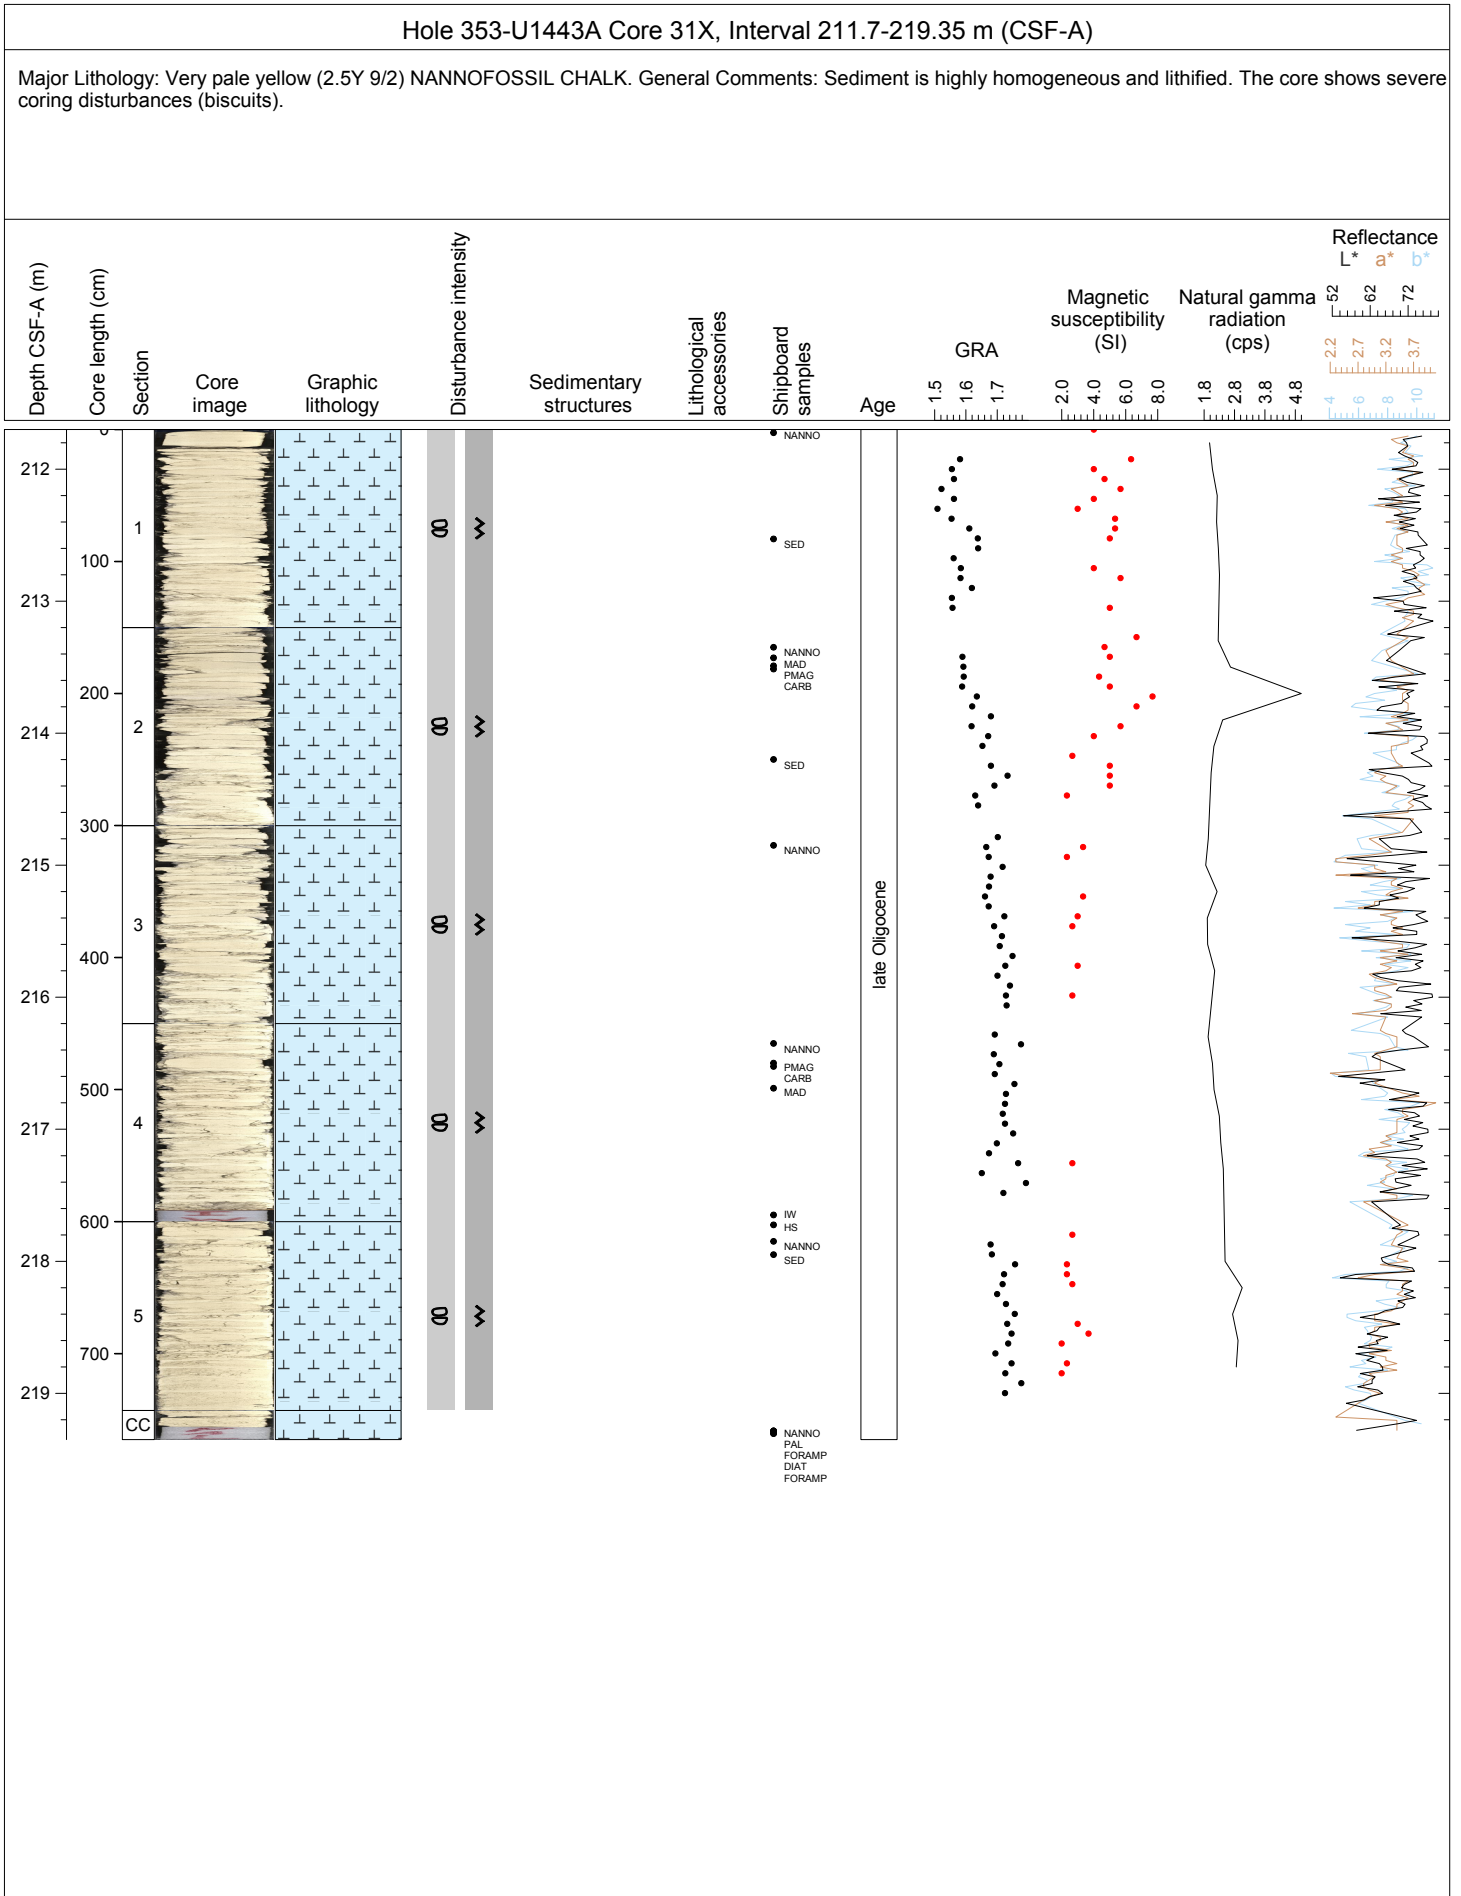 Hole 353-U1443A Core 31X, Interval 211.7-219.35 m (CSF-A)
Major Lithology: Very pale yellow (2.5Y 9/2) NANNOFOSSIL CHALK. General Comments: Sediment is highly homogeneous and lithified. The core shows severe
coring disturbances (biscuits).
Depth CSF-A (m)
Core length (cm)
Section
Core
image
Graphic
lithology
Disturbance intensity
Sedimentary
structures
Lithological
accessories
Shipboard
samples
Age
GRA
1.5 1.6 1.7
Magnetic
susceptibility
(SI)
2.0 4.0 6.0 8.0
Natural gamma
radiation
(cps)
1.8 2.8 3.8 4.8
Reflectance
L* a* b*
52 62 72
2.2 2.7 3.2 3.7
4 6 8 10
0
NANNO
212
1
SED
100
213
NANNO
MAD
PMAG
CARB
200
2
214
SED
300
NANNO
215
late Oligocene
3
400
216
NANNO
PMAG
CARB
500
MAD
4
217
IW
600
HS
NANNO
SED
218
5
700
219
CC
NANNO
PAL
FORAMP
DIAT
FORAMP